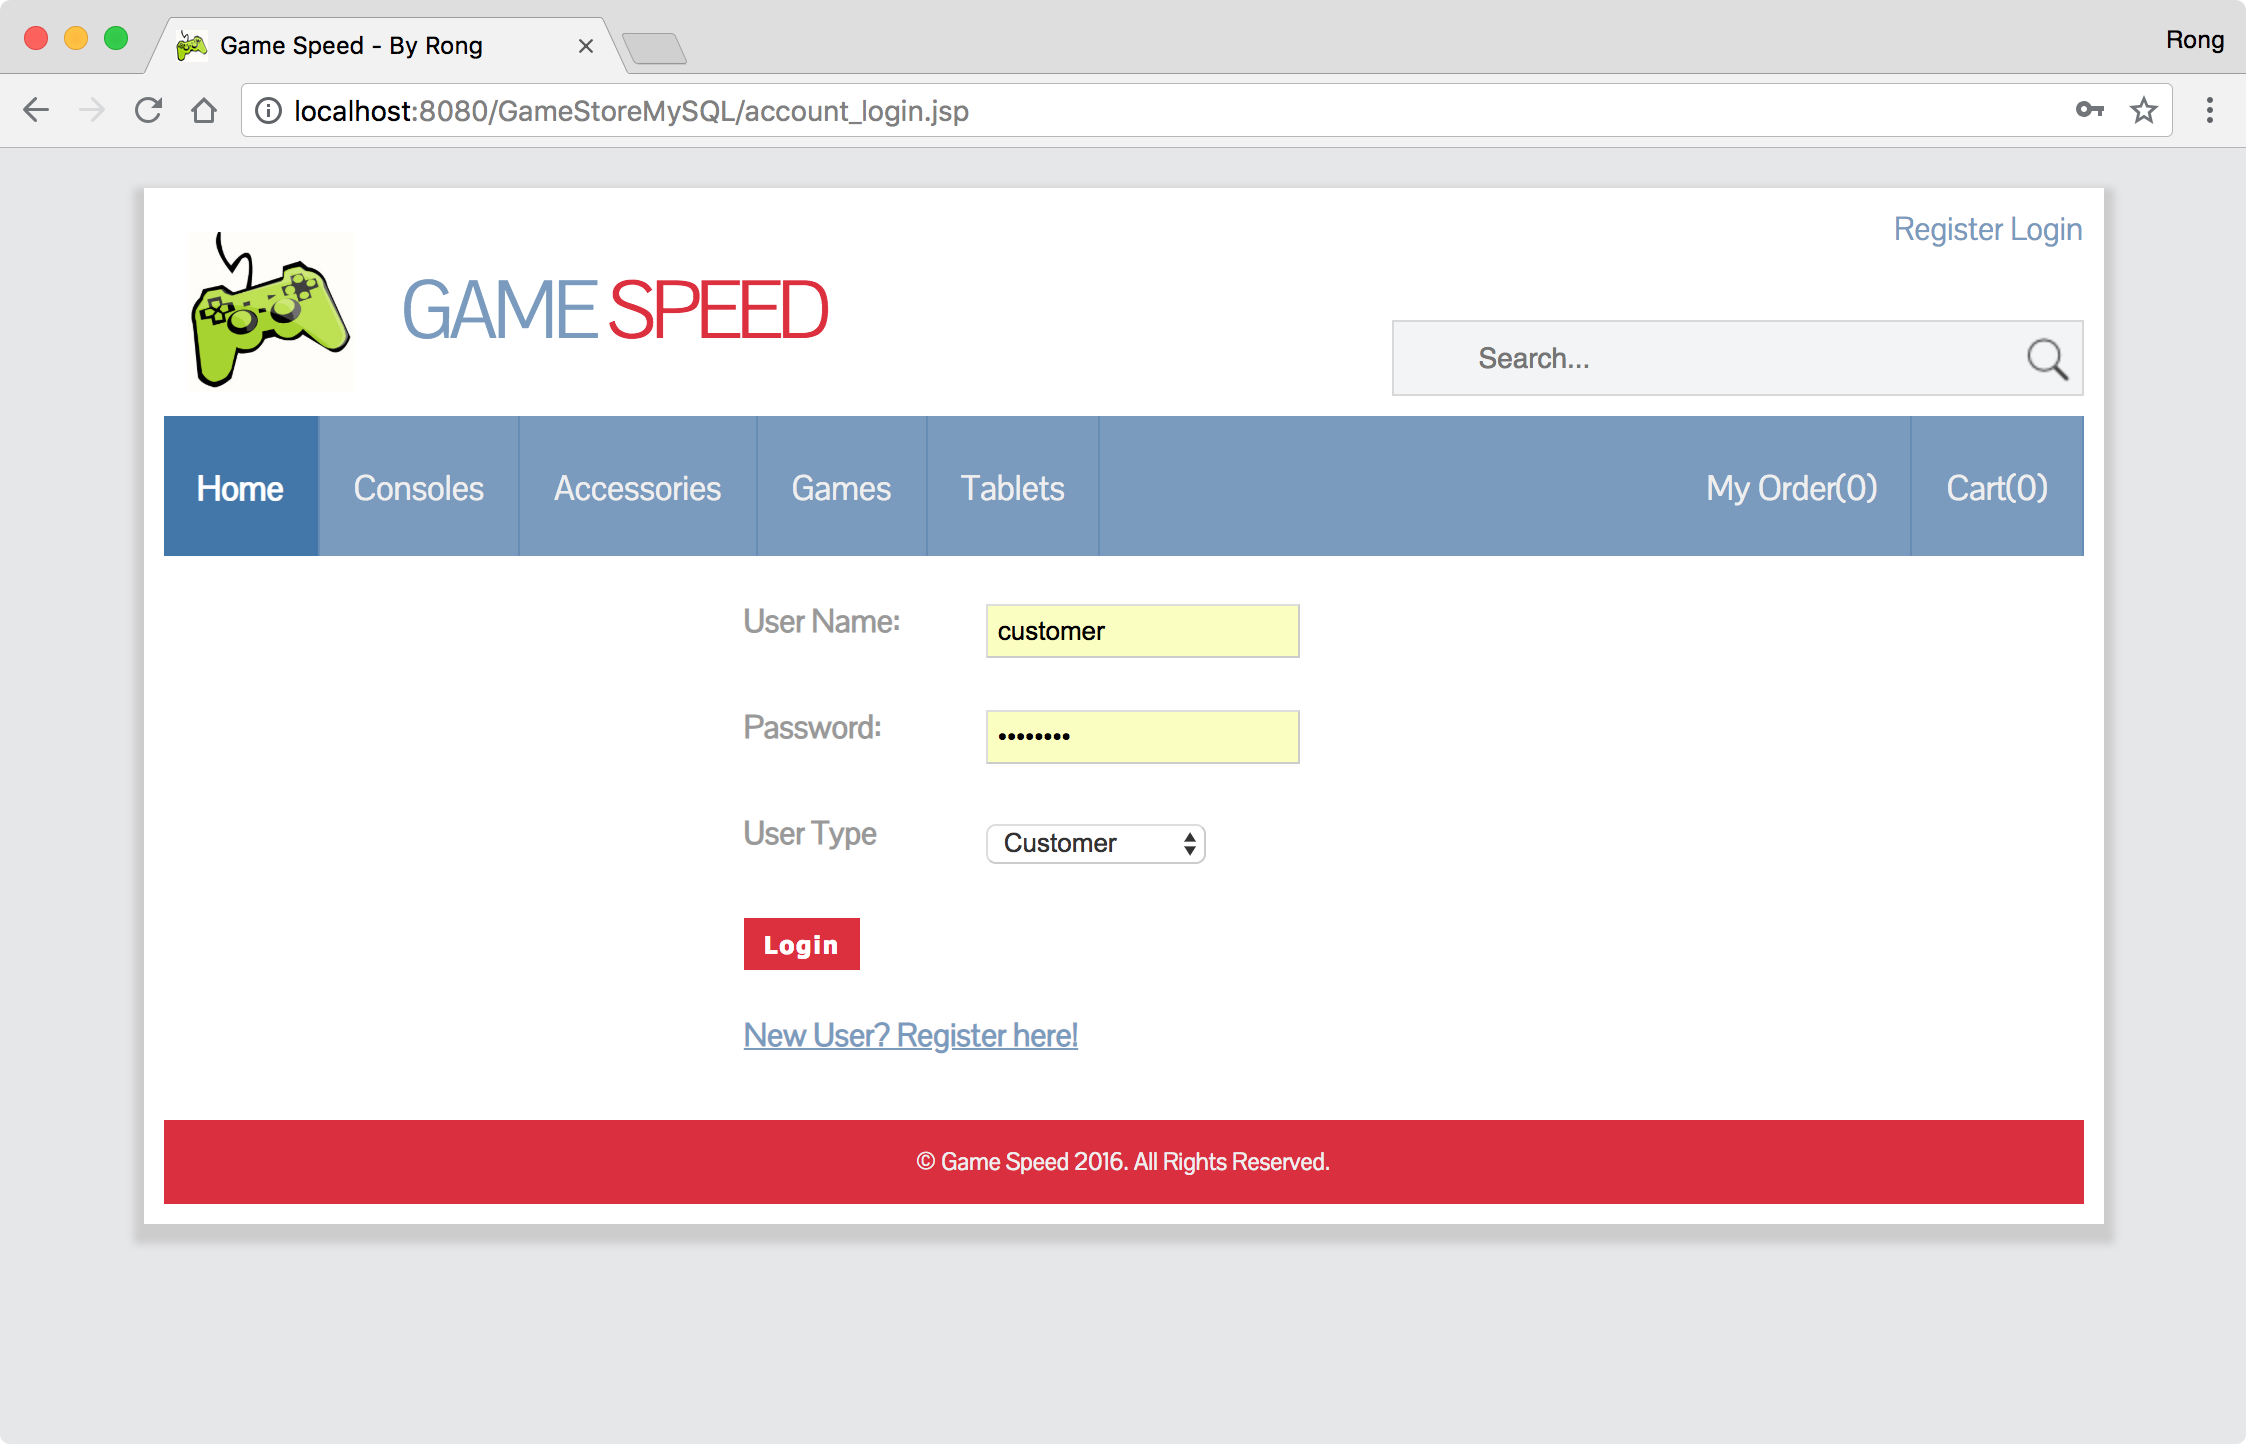 Game Speed - By Rong
Rong
localhost:8080/GameStoreMySQL/account_login.jsp
Register Login
GAME SPEED
Search...
Home Consoles Accessories Games Tablets My Order(0) Cart(0)
User Name: customer
Password: ••••••••
User Type Customer
Login
New User? Register here!
© Game Speed 2016. All Rights Reserved.